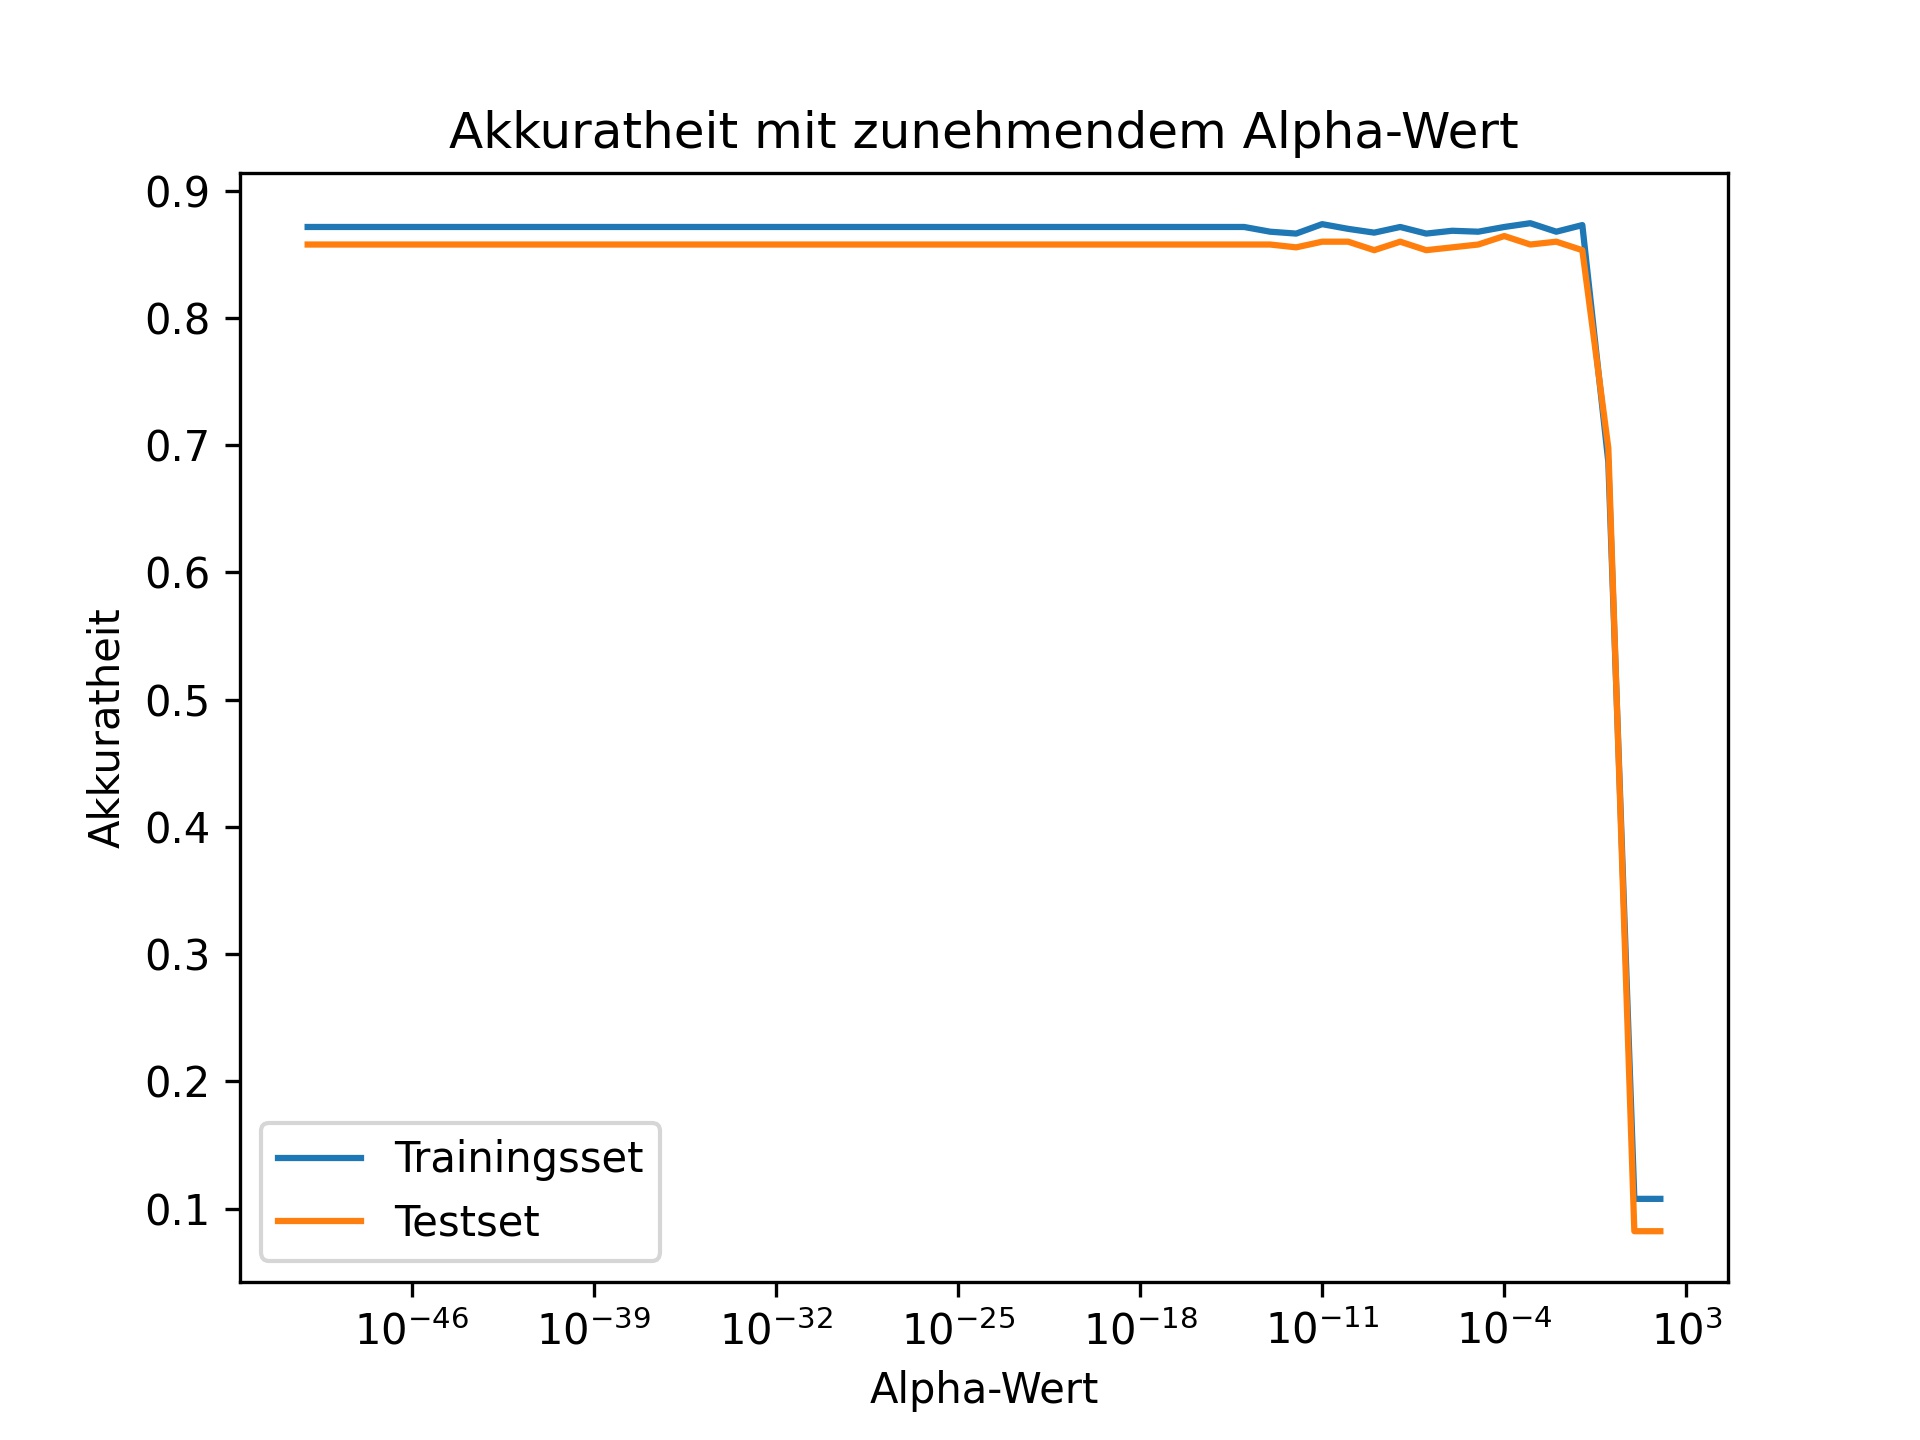 Akkuratheit mit zunehmendem Alpha-Wert
0.9
0.8
0.7
0.6
0.5
0.4
0.3
0.2
0.1
Akkuratheit
Trainingsset
Testset
10⁻⁴⁶ 10⁻³⁹ 10⁻³² 10⁻²⁵ 10⁻¹⁸ 10⁻¹¹ 10⁻⁴ 10³
Alpha-Wert